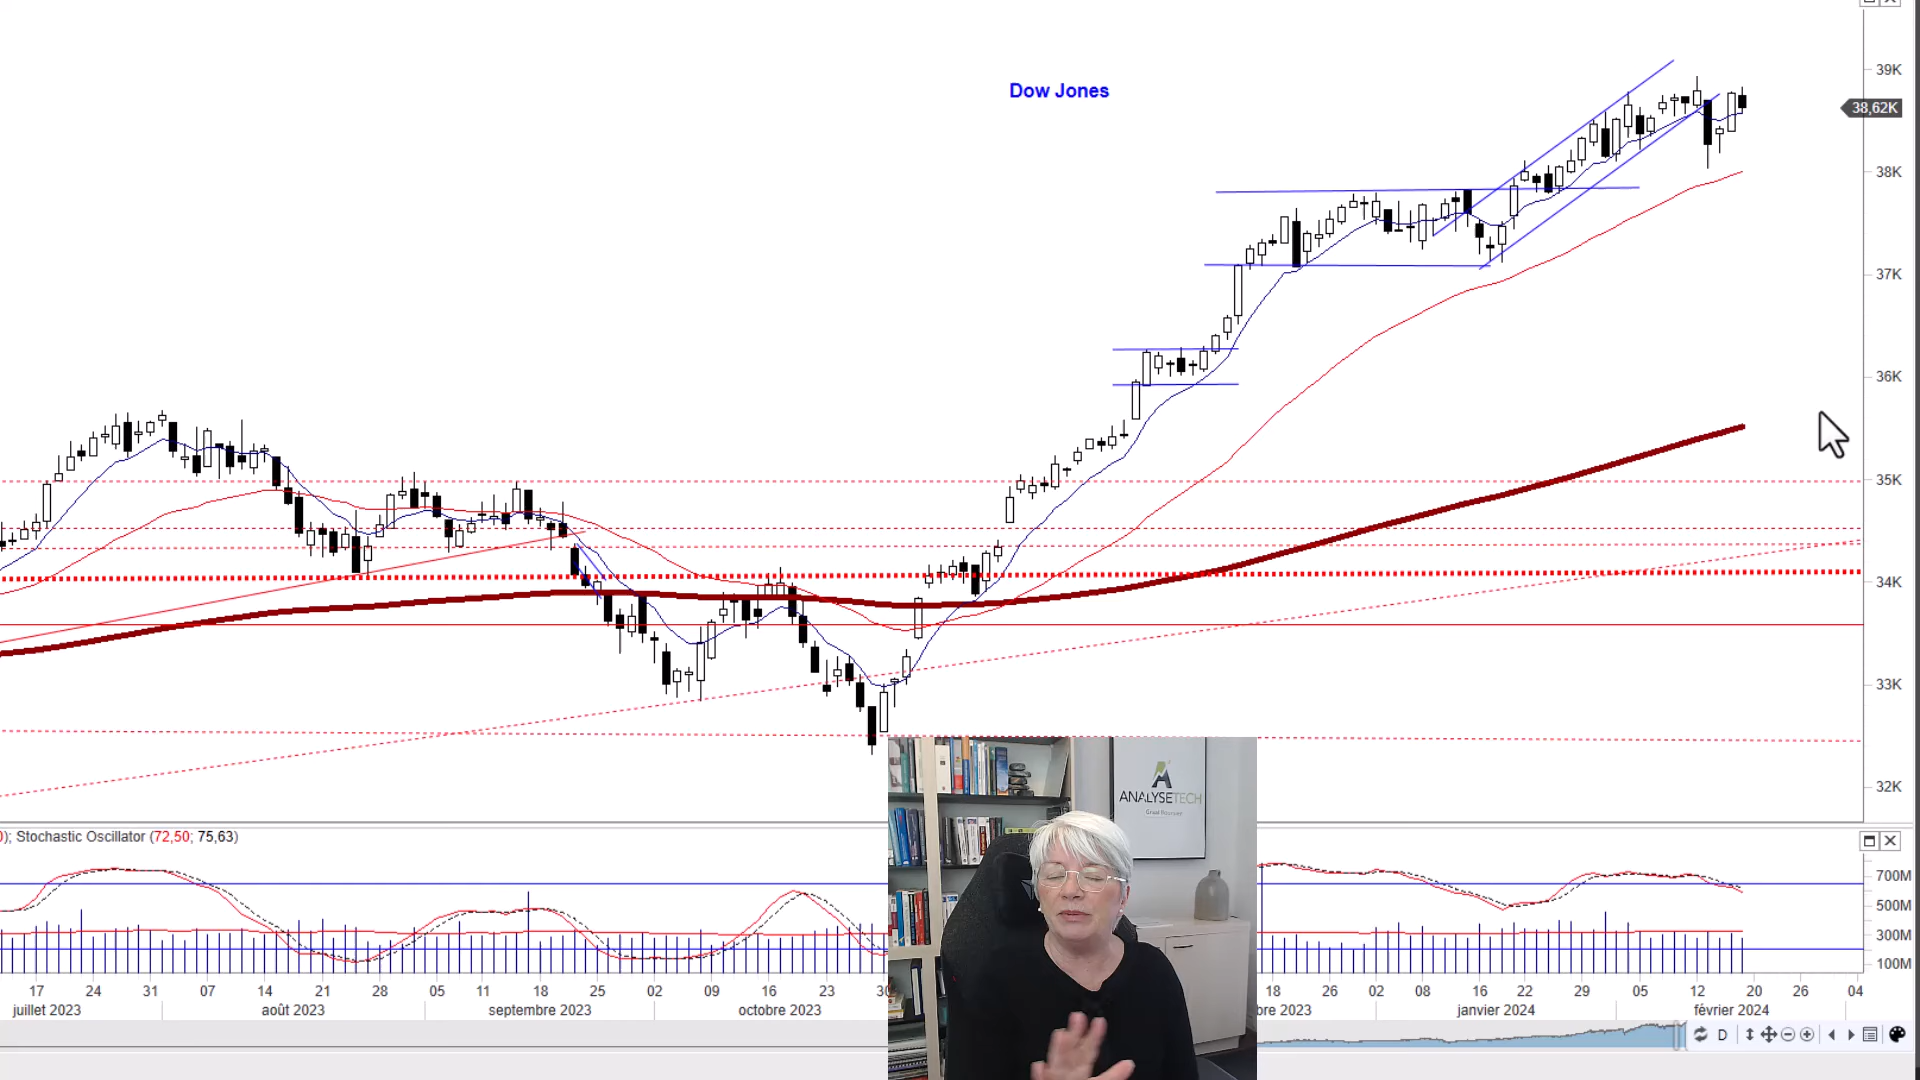 Dow Jones
39K
38,62K
38K
37K
36K
35K
34K
33K
32K
ANALYSETECH
0); Stochastic Oscillator (72,50; 75,63)
700M
500M
300M
100M
17 24 31 07 14 21 28 05 11 18 25 02 09 16 23 30 18 26 02 08 16 22 29 05 12 20 26 04
juillet 2023 août 2023 septembre 2023 octobre 2023 bre 2023 janvier 2024 février 2024
D